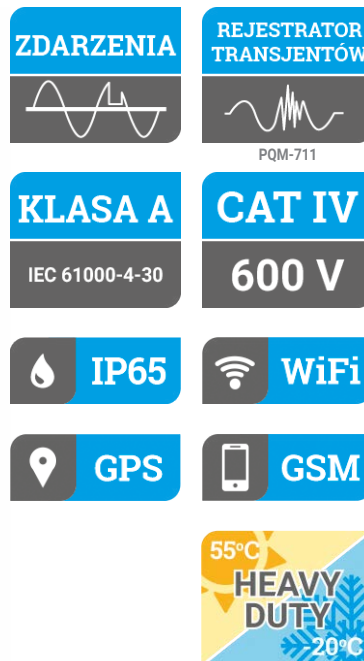 ZDARZENIA
REJESTRATOR
TRANSJENTÓW
PQM-711
KLASA A
IEC 61000-4-30
CAT IV
600 V
IP65
WiFi
GPS
GSM
55°C
HEAVY
DUTY
-20°C